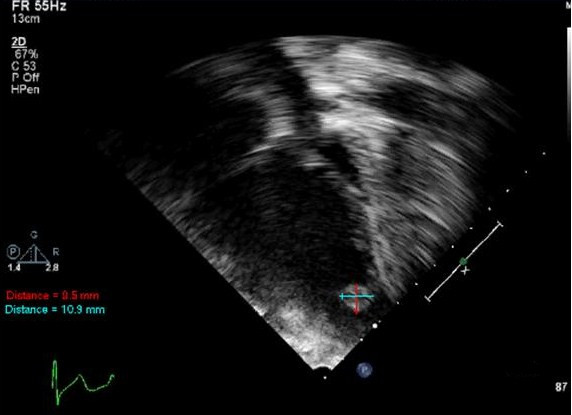 FR 55Hz
13cm
M
2D
67%
C 53
P Off
HPen
G
P R
1.4 2.8
Distance = 9.5 mm
Distance = 10.9 mm
P
87